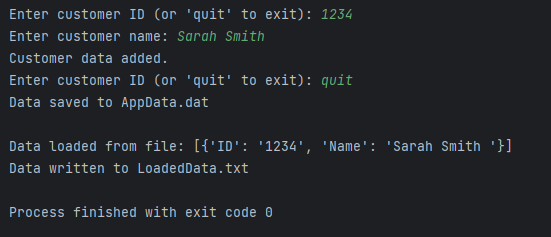 Enter customer ID (or 'quit' to exit): 1234
Enter customer name: Sarah Smith
Customer data added.
Enter customer ID (or 'quit' to exit): quit
Data saved to AppData.dat
Data loaded from file: [{'ID': '1234', 'Name': 'Sarah Smith '}]
Data written to LoadedData.txt
Process finished with exit code 0